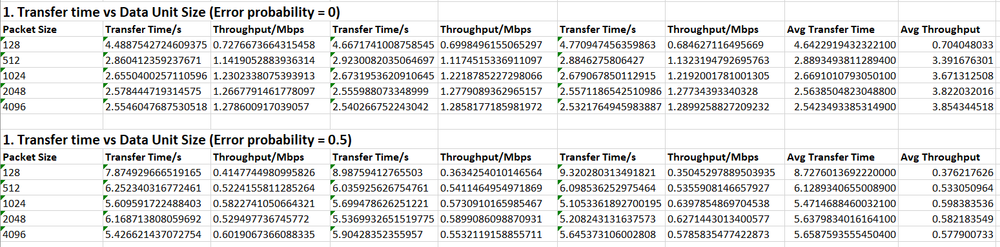 1. Transfer time vs Data Unit Size (Error probability = 0)
Packet Size Transfer Time/s Throughput/Mbps Transfer Time/s Throughput/Mbps Transfer Time/s Throughput/Mbps Avg Transfer Time Avg Throughput
128 4.4887542724609375 0.7276673664315458 4.6671741008758545 0.6998496155065297 4.770947456359863 0.684627116495669 4.6422919432322100 0.704048033
512 2.860412359237671 1.1419052883936314 2.9230082035064697 1.1174515336911097 2.8846275806427 1.1323194792695763 2.8893493811289400 3.391676301
1024 2.6550400257110596 1.2302338075393913 2.6731953620910645 1.2218785227298066 2.679067850112915 1.2192001781001305 2.6691010793050100 3.671312508
2048 2.578444719314575 1.2667791461778097 2.555988073348999 1.2779089362965157 2.5571186542510986 1.27734393340328 2.5638504823048800 3.822032016
4096 2.5546047687530518 1.278600917039057 2.540266752243042 1.2858177185981972 2.5321764945983887 1.2899258827209232 2.5423493385314900 3.854344518
1. Transfer time vs Data Unit Size (Error probability = 0.5)
Packet Size Transfer Time/s Throughput/Mbps Transfer Time/s Throughput/Mbps Transfer Time/s Throughput/Mbps Avg Transfer Time Avg Throughput
128 7.874929666519165 0.4147744980995826 8.98759412765503 0.3634254010146564 9.320280313491821 0.35045297889503935 8.7276013692220000 0.376217626
512 6.252340316772461 0.5224155811285264 6.035925626754761 0.5411464954971869 6.098536252975464 0.5355908146657927 6.1289340655008900 0.533050964
1024 5.609591722488403 0.5822741050664321 5.699478626251221 0.5730910165985467 5.1053361892700195 0.6397854869704538 5.4714688460032100 0.598383536
2048 6.168713808059692 0.529497736745772 5.5369932651519775 0.5899086098870931 5.208243131637573 0.6271443013400577 5.6379834016164100 0.582183549
4096 5.426621437072754 0.6019067366088335 5.90428352355957 0.5532119158855711 5.645373106002808 0.5785835477422873 5.6587593555450400 0.577900733